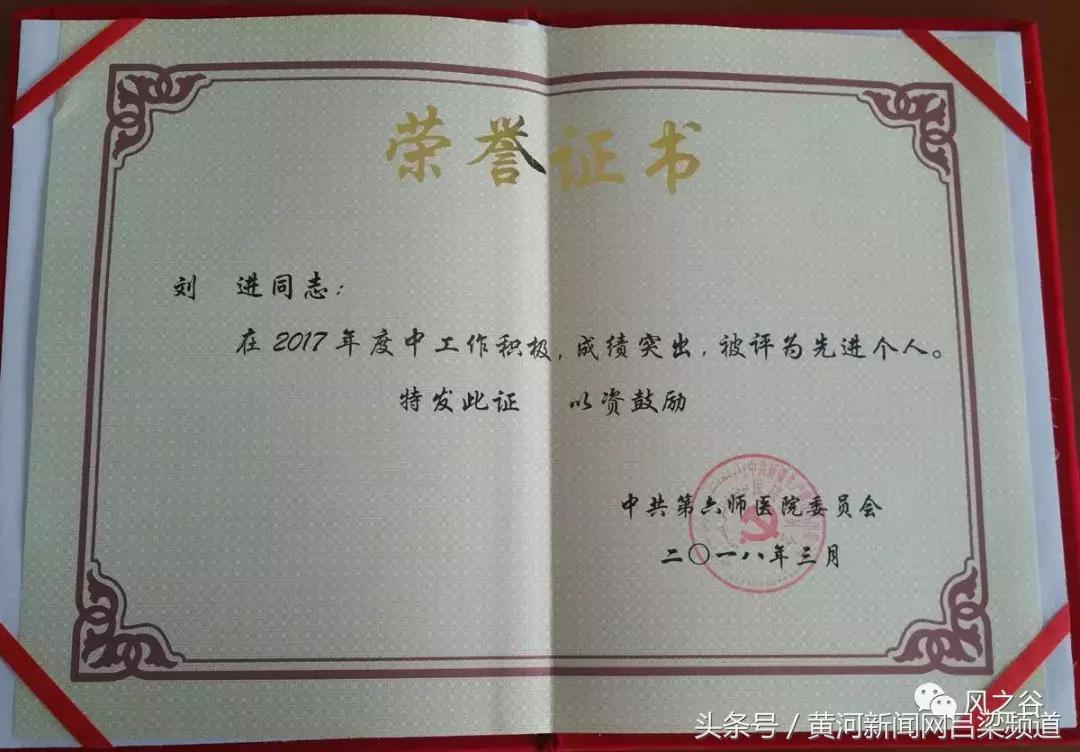 荣誉证书
刘 进同志：
在2017年度中工作积极，成绩突出，被评为先进个人。
特发此证 以资鼓励
中共第六师医院委员会
二〇一八年三月
风之谷
头条号／黄河新闻网吕梁频道